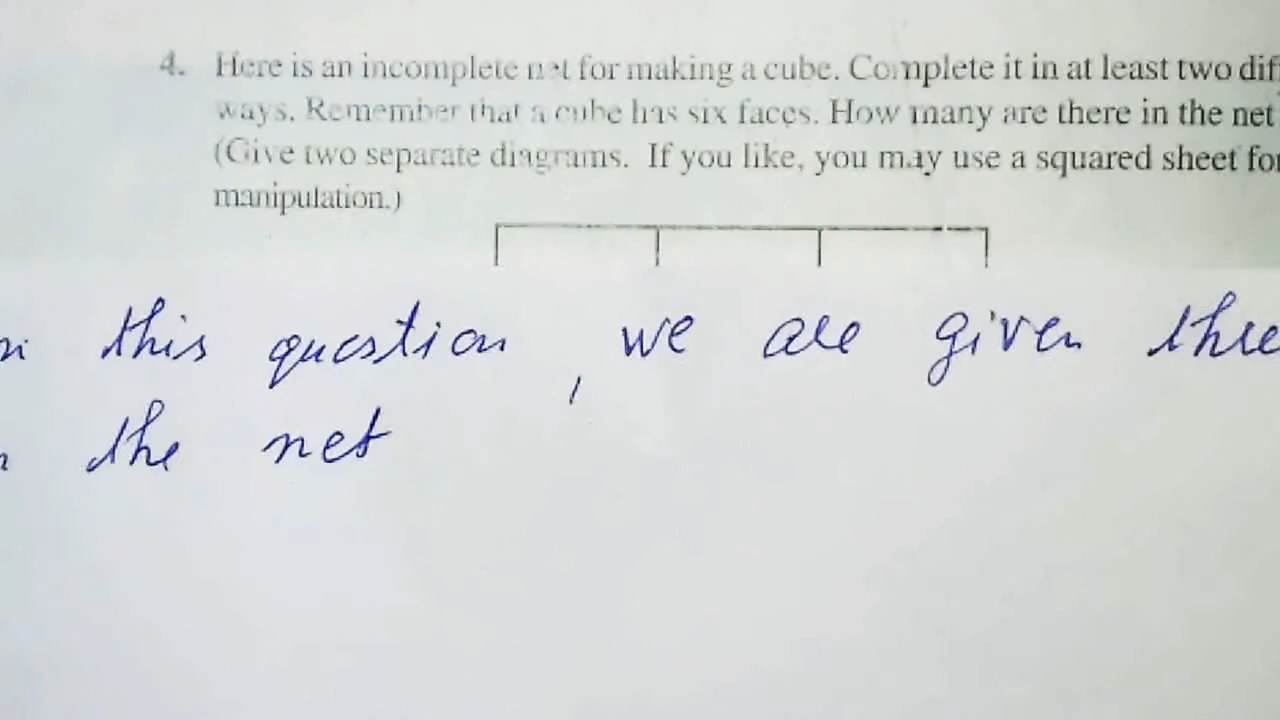 4. Here is an incomplete net for making a cube. Complete it in at least two dif
ways. Remember that a cube has six faces. How many are there in the net
(Give two separate diagrams. If you like, you may use a squared sheet for
manipulation.)
this question, we are given thre
the net